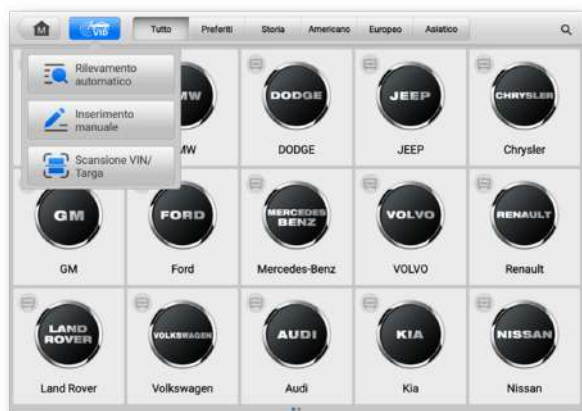 M
VID
Tutto
Preferiti
Storia
Americano
Europeo
Asiatico
Rilevamento
automatico
Inserimento
manuale
Scansione VIN/
Targa
MW
DODGE
JEEP
CHRYSLER
MW
DODGE
JEEP
Chrysler
GM
FORD
MERCEDES
BENZ
VOLVO
RENAULT
GM
Ford
Mercedes-Benz
VOLVO
Renault
LAND
ROVER
VOLKSWAGEN
AUDI
KIA
NISSAN
Land Rover
Volkswagen
Audi
Kia
Nissan